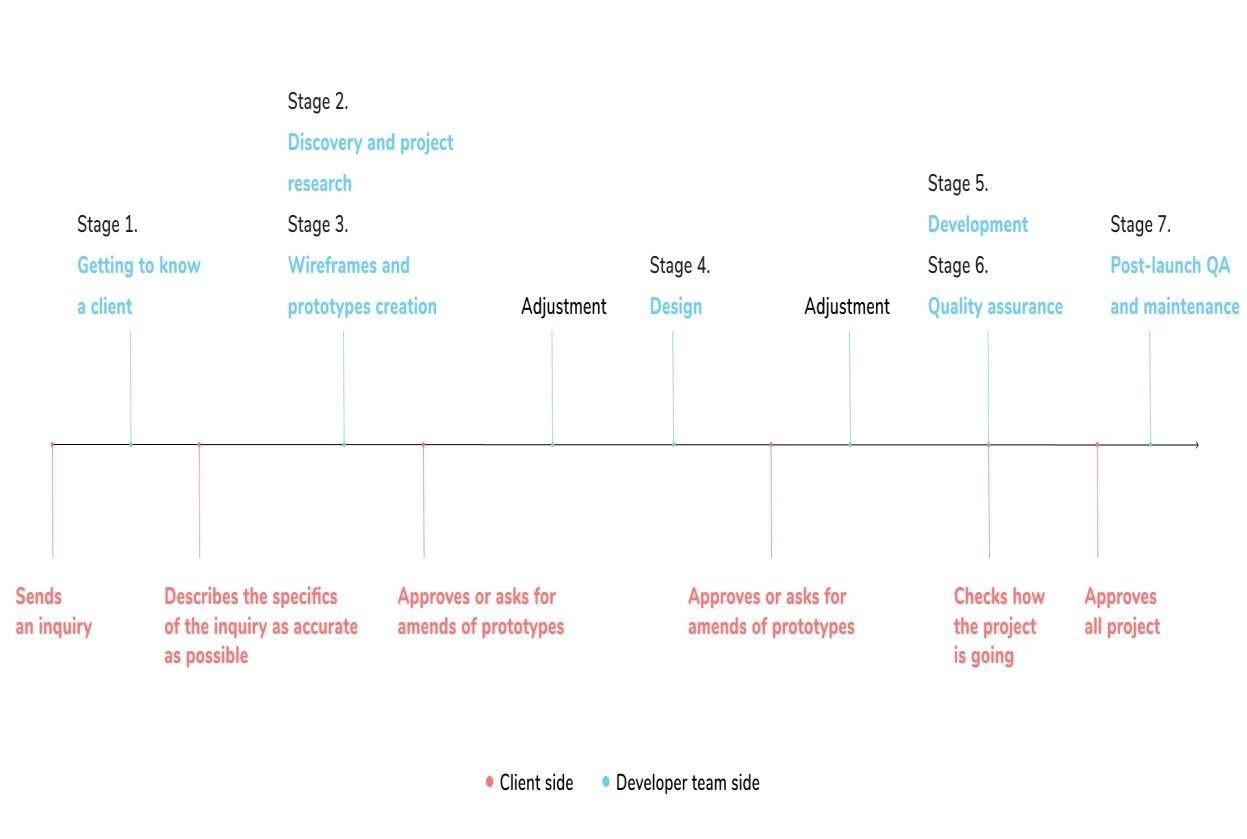 Stage 1.
Getting to know
a client
Stage 2.
Discovery and project
research
Stage 3.
Wireframes and
prototypes creation
Adjustment
Stage 4.
Design
Adjustment
Stage 5.
Development
Stage 6.
Quality assurance
Stage 7.
Post-launch QA
and maintenance
Sends
an inquiry
Describes the specifics
of the inquiry as accurate
as possible
Approves or asks for
amends of prototypes
Approves or asks for
amends of prototypes
Checks how
the project
is going
Approves
all project
Client side
Developer team side